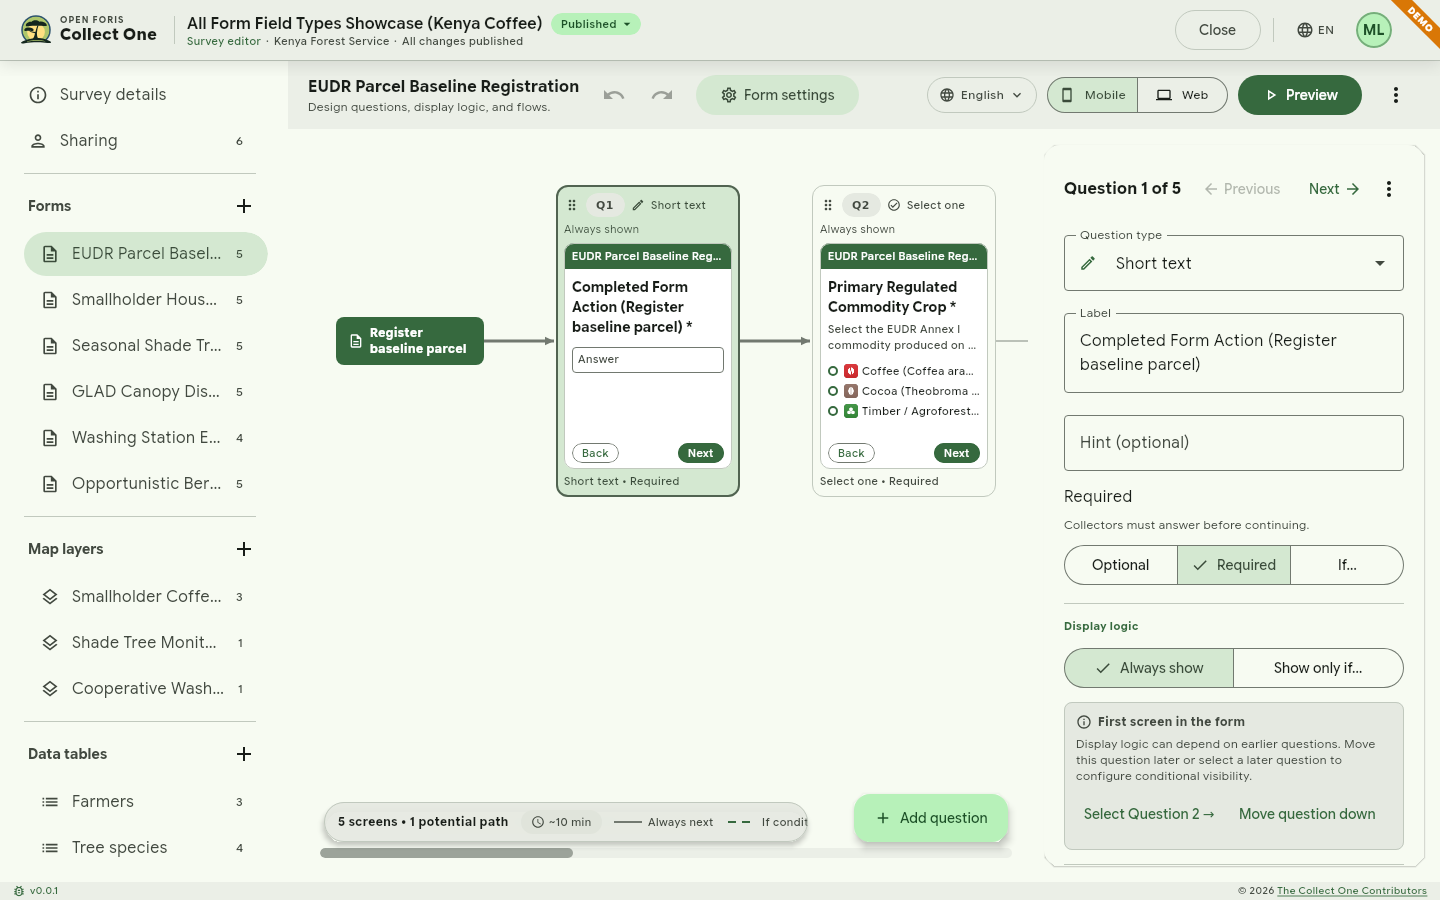 OPEN FORIS
Collect One
All Form Field Types Showcase (Kenya Coffee)
Published
Survey editor · Kenya Forest Service · All changes published
Close
EN
ML
DEMO
Survey details
Sharing
6
Forms
EUDR Parcel Basel...
5
Smallholder Hous...
5
Seasonal Shade Tr...
5
GLAD Canopy Dis...
5
Washing Station E...
4
Opportunistic Ber...
5
Map layers
Smallholder Coffe...
3
Shade Tree Monit...
1
Cooperative Wash...
1
Data tables
Farmers
3
Tree species
4
EUDR Parcel Baseline Registration
Design questions, display logic, and flows.
Form settings
English
Mobile
Web
Preview
Register
baseline parcel
Q1
Short text
Always shown
EUDR Parcel Baseline Reg...
Completed Form
Action (Register
baseline parcel) *
Answer
Back
Next
Short text • Required
Q2
Select one
Always shown
EUDR Parcel Baseline Reg...
Primary Regulated
Commodity Crop *
Select the EUDR Annex I
commodity produced on ...
Coffee (Coffea ara...
Cocoa (Theobroma ...
Timber / Agroforest...
Back
Next
Select one • Required
5 screens • 1 potential path
~10 min
Always next
If condit
Add question
Question 1 of 5
Previous
Next
Question type
Short text
Label
Completed Form Action (Register
baseline parcel)
Hint (optional)
Required
Collectors must answer before continuing.
Optional
Required
If...
Display logic
Always show
Show only if...
First screen in the form
Display logic can depend on earlier questions. Move
this question later or select a later question to
configure conditional visibility.
Select Question 2 →
Move question down
v0.0.1
© 2026 The Collect One Contributors